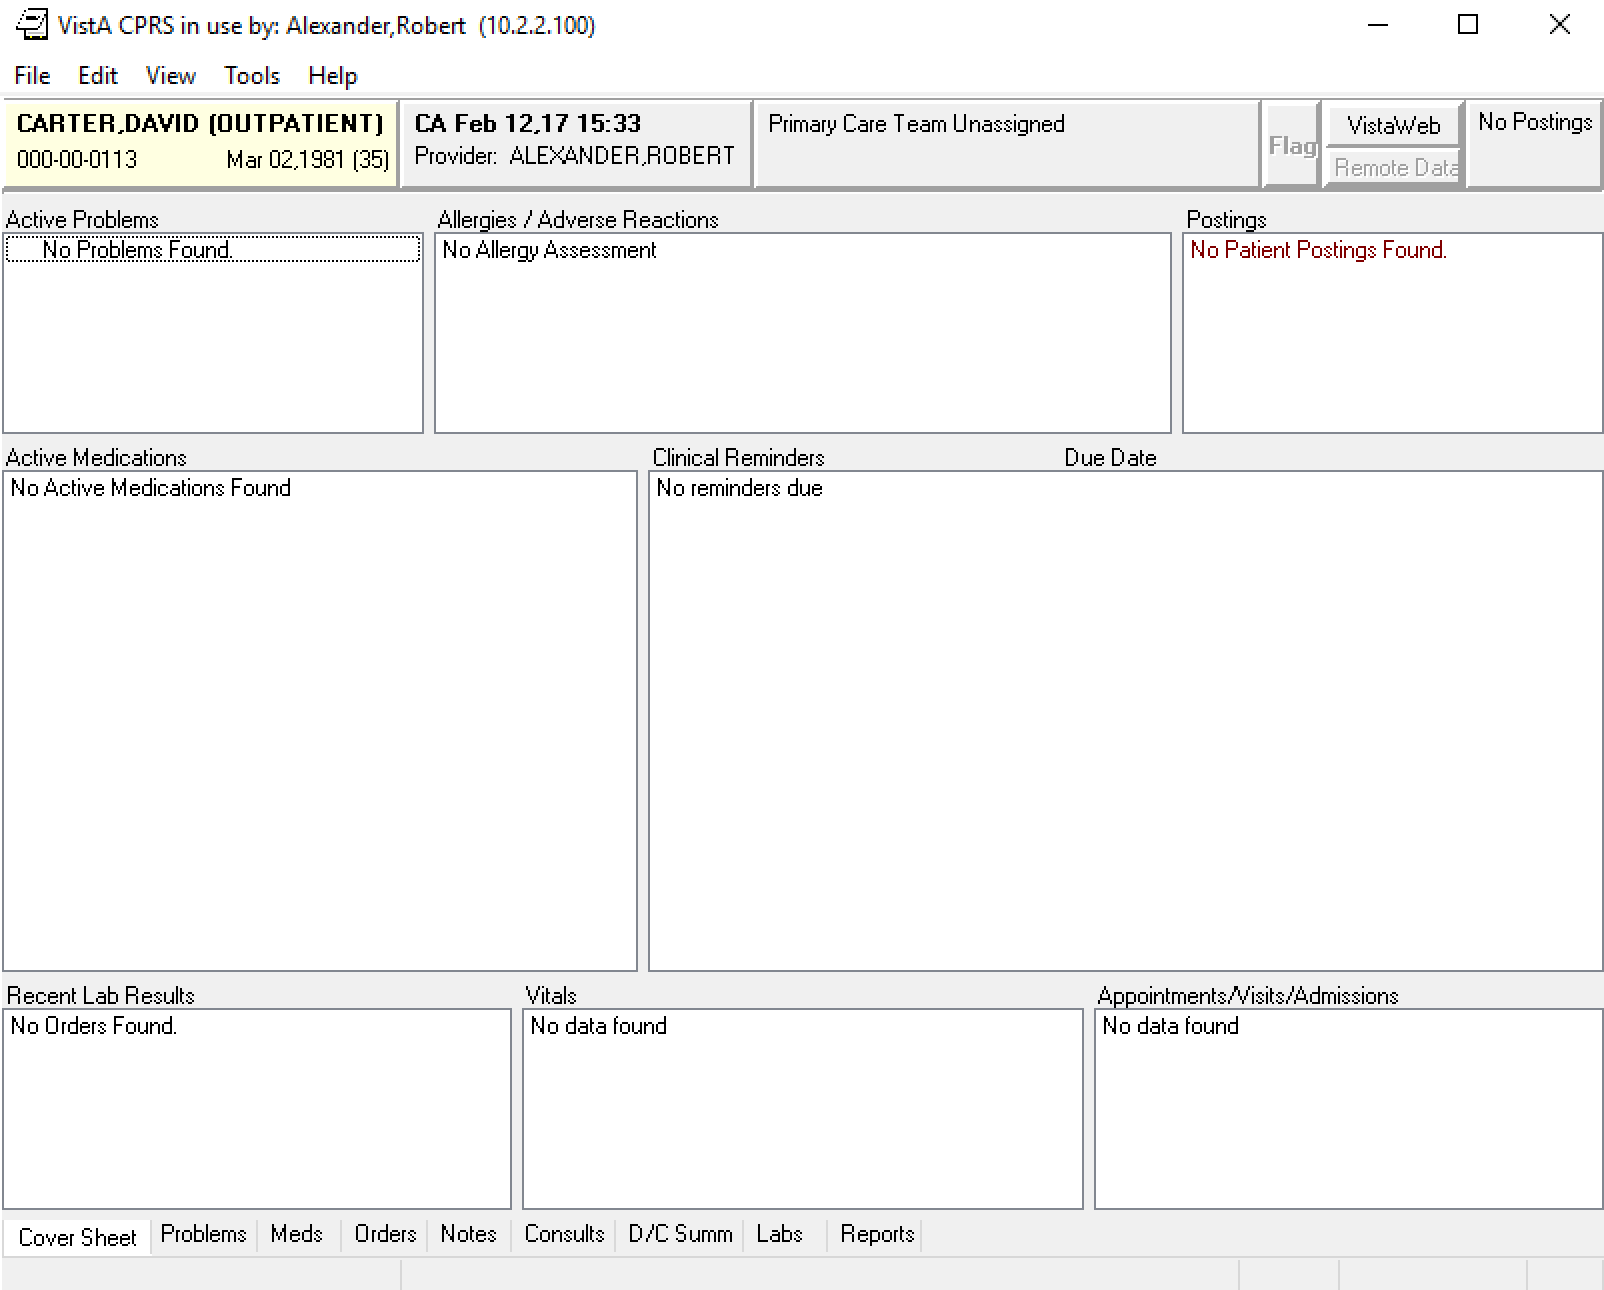 VistA CPRS in use by: Alexander,Robert (10.2.2.100)
File Edit View Tools Help
CARTER,DAVID (OUTPATIENT)
000-00-0113 Mar 02,1981 (35)
CA Feb 12,17 15:33
Provider: ALEXANDER,ROBERT
Primary Care Team Unassigned
Flag
VistaWeb
Remote Data
No Postings
Active Problems
No Problems Found.
Allergies / Adverse Reactions
No Allergy Assessment
Postings
No Patient Postings Found.
Active Medications
No Active Medications Found
Clinical Reminders Due Date
No reminders due
Recent Lab Results
No Orders Found.
Vitals
No data found
Appointments/Visits/Admissions
No data found
Cover Sheet Problems Meds Orders Notes Consults D/C Summ Labs Reports